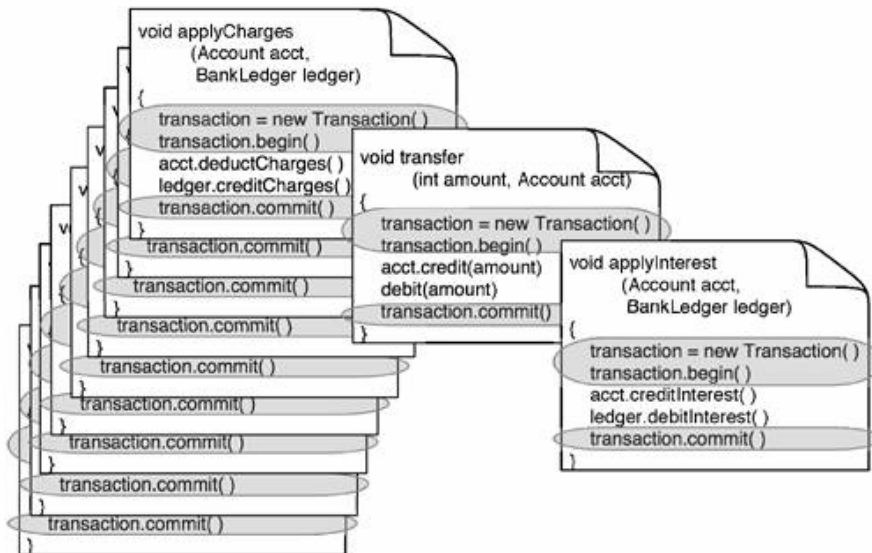 void applyCharges
(Account acct,
BankLedger ledger)
{
transaction = new Transaction( )
transaction.begin( )
acct.deductCharges( )
ledger.creditCharges( )
transaction.commit( )
}
transaction.commit( )
}
transaction.commit( )
}
transaction.commit( )
}
transaction.commit( )
}
transaction.commit( )
}
transaction.commit( )
}
transaction.commit( )
}
transaction.commit( )
}
void transfer
(int amount, Account acct)
{
transaction = new Transaction( )
transaction.begin( )
acct.credit(amount)
debit(amount)
transaction.commit()
}
void applyInterest
(Account acct,
BankLedger ledger)
{
transaction = new Transaction( )
transaction.begin( )
acct.creditInterest( )
ledger.debitInterest( )
transaction.commit( )
}